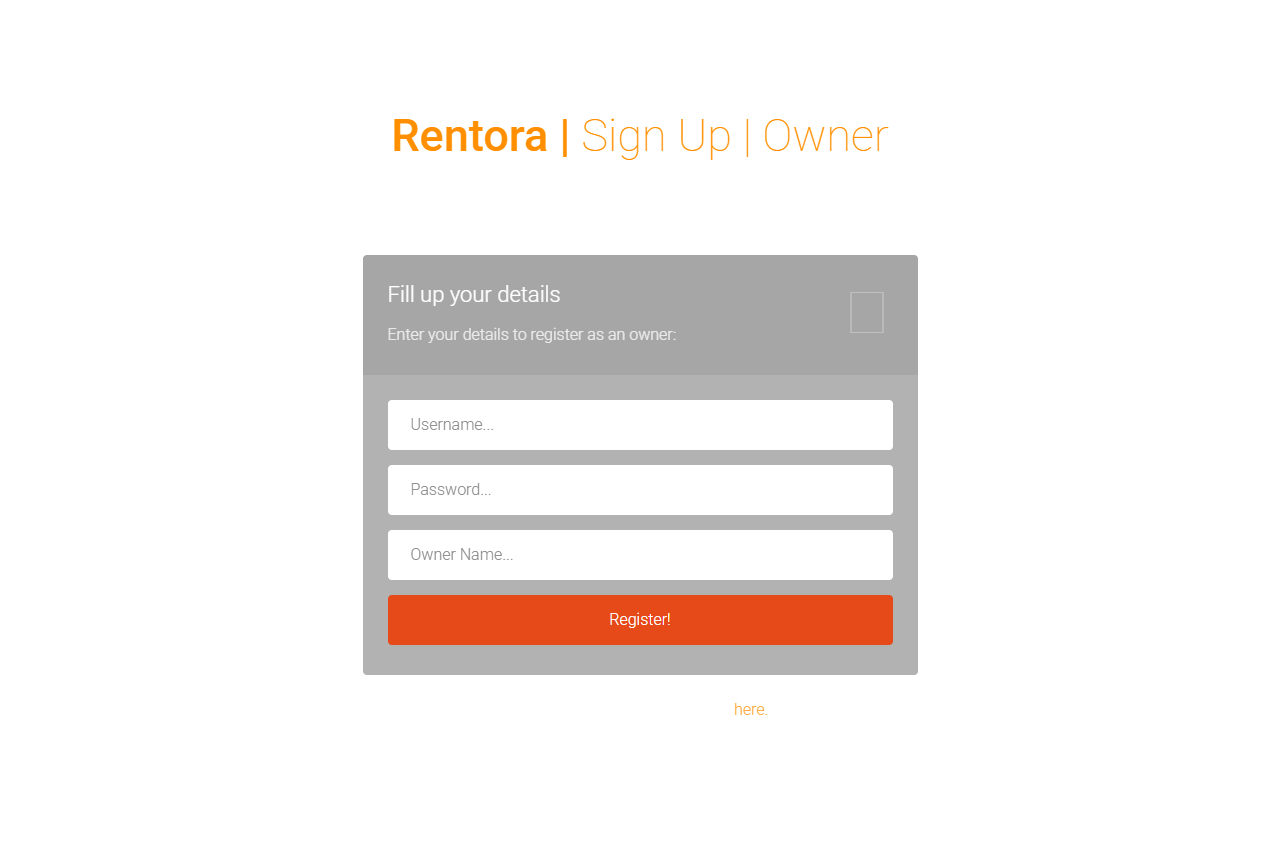 Rentora | Sign Up | Owner
Fill up your details
Enter your details to register as an owner:
Username...
Password...
Owner Name...
Register!
here.